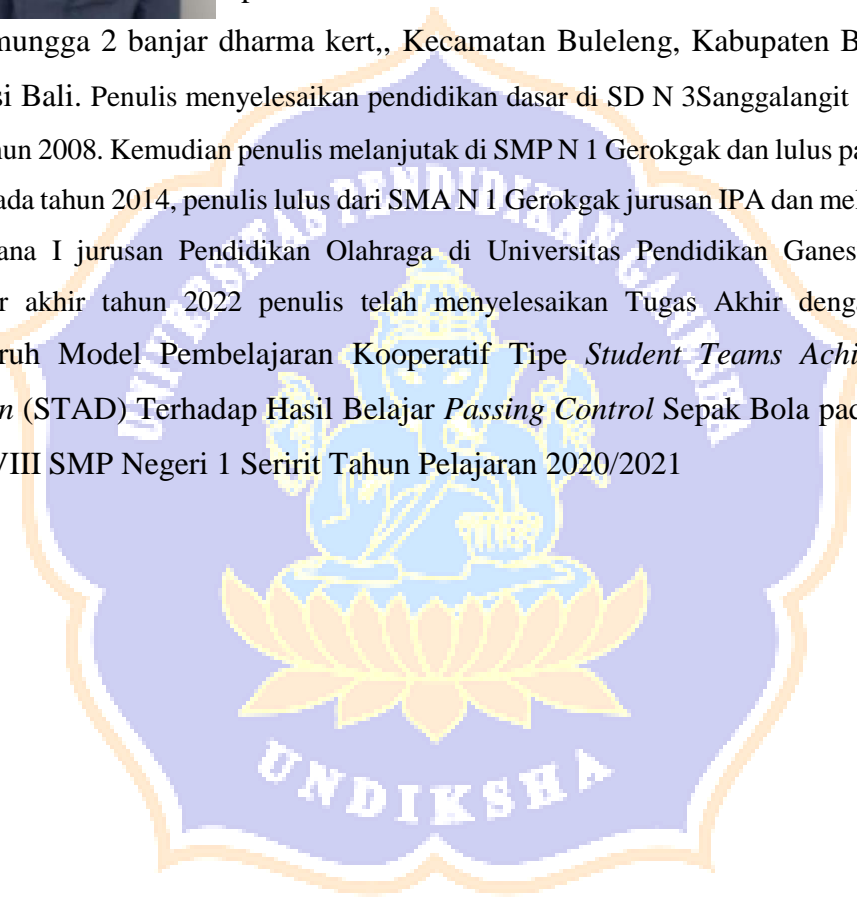 mungga 2 banjar dharma kert,, Kecamatan Buleleng, Kabupaten B
si Bali. Penulis menyelesaikan pendidikan dasar di SD N 3Sanggalangit
hun 2008. Kemudian penulis melanjutak di SMP N 1 Gerokgak dan lulus pa
ada tahun 2014, penulis lulus dari SMA N 1 Gerokgak jurusan IPA dan mel
ana I jurusan Pendidikan Olahraga di Universitas Pendidikan Ganes
r akhir tahun 2022 penulis telah menyelesaikan Tugas Akhir deng
ruh Model Pembelajaran Kooperatif Tipe Student Teams Achi
n (STAD) Terhadap Hasil Belajar Passing Control Sepak Bola pad
VIII SMP Negeri 1 Seririt Tahun Pelajaran 2020/2021
UNIVERSITAS PENDIDIKAN GANESHA
UNDIKSHA